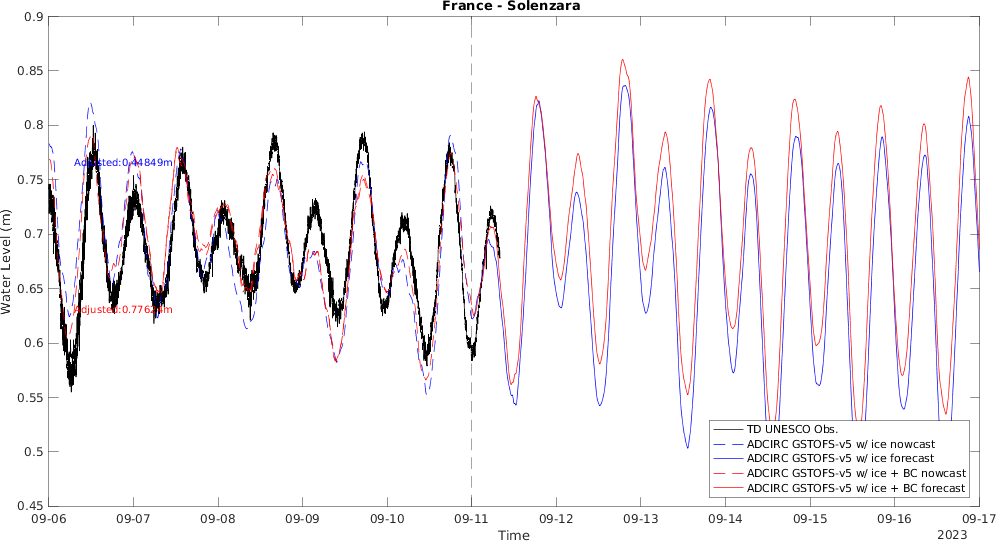 France - Solenzara
0.9
0.85
0.8
0.75
0.7
0.65
0.6
0.55
0.5
0.45
Water Level (m)
Adjusted:0.44849m
Adjusted:0.77624m
TD UNESCO Obs.
ADCIRC GSTOFS-v5 w/ ice nowcast
ADCIRC GSTOFS-v5 w/ ice forecast
ADCIRC GSTOFS-v5 w/ ice + BC nowcast
ADCIRC GSTOFS-v5 w/ ice + BC forecast
09-06 09-07 09-08 09-09 09-10 09-11 09-12 09-13 09-14 09-15 09-16 09-17
Time
2023